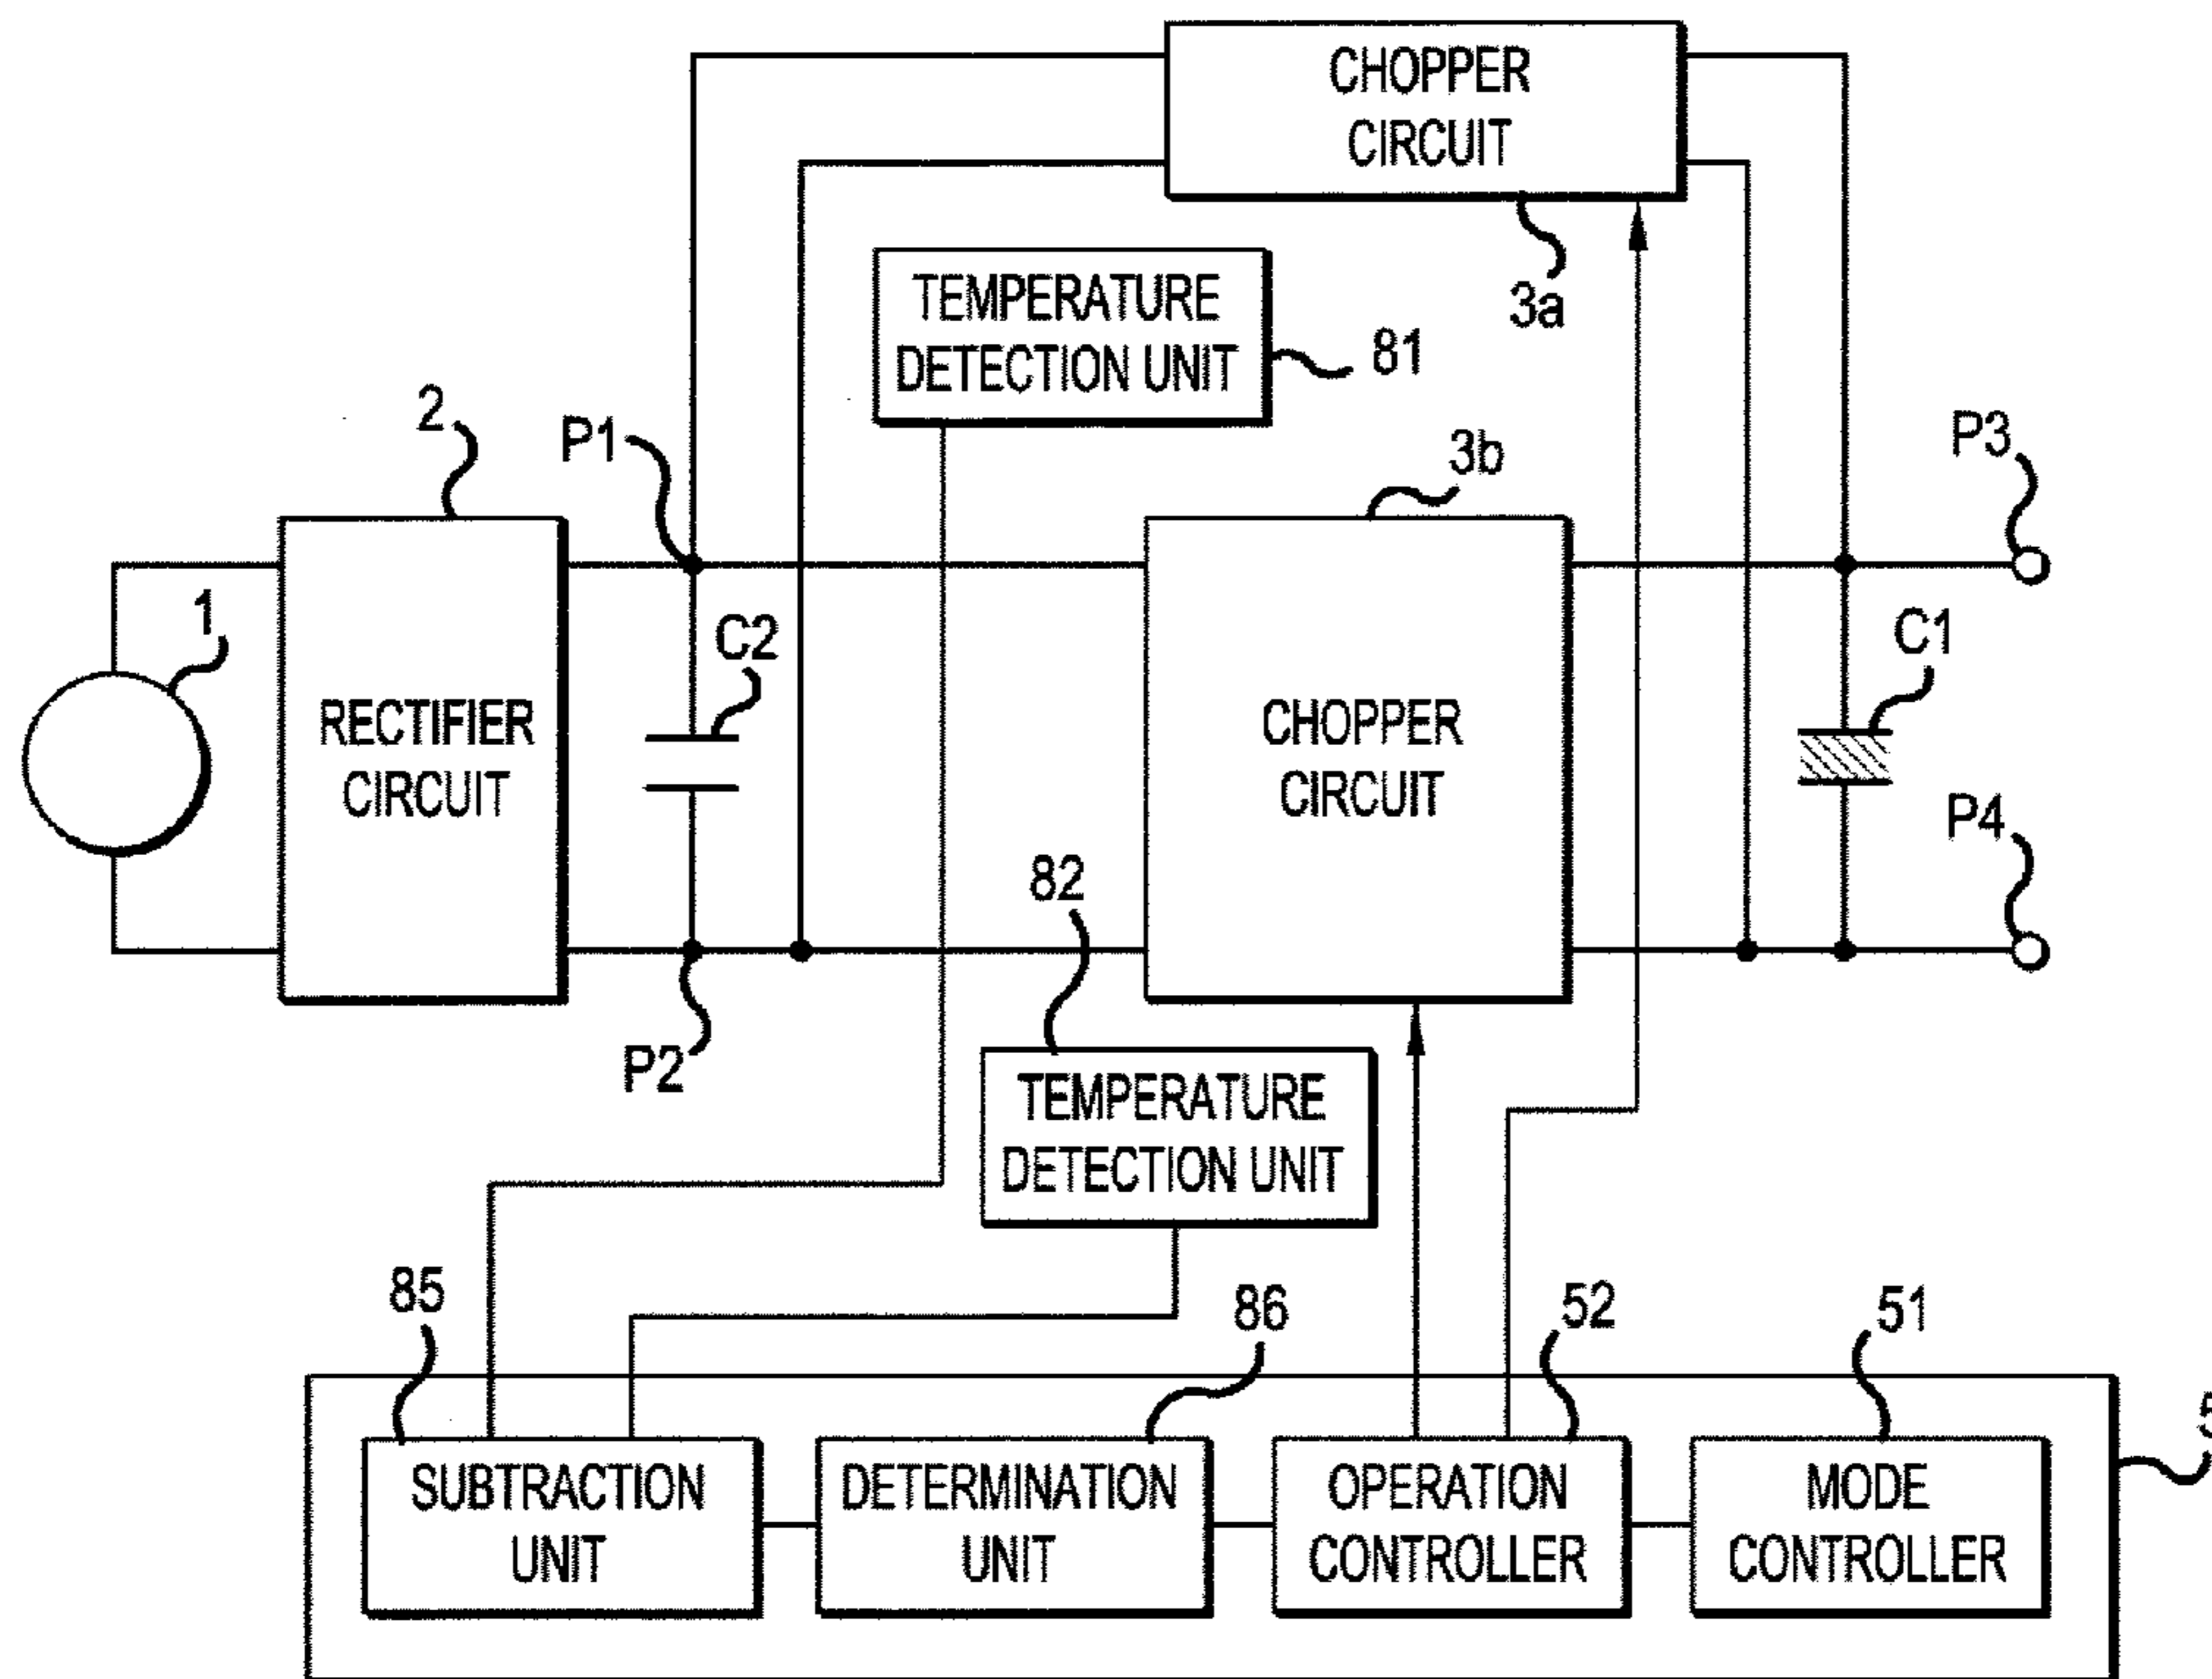 CHOPPER
CIRCUIT
3a
TEMPERATURE
DETECTION UNIT
81
2
P1
3b
P3
1
C2
C1
RECTIFIER
CIRCUIT
CHOPPER
CIRCUIT
P4
82
P2
TEMPERATURE
DETECTION UNIT
85
86
52
51
5
SUBTRACTION
UNIT
DETERMINATION
UNIT
OPERATION
CONTROLLER
MODE
CONTROLLER